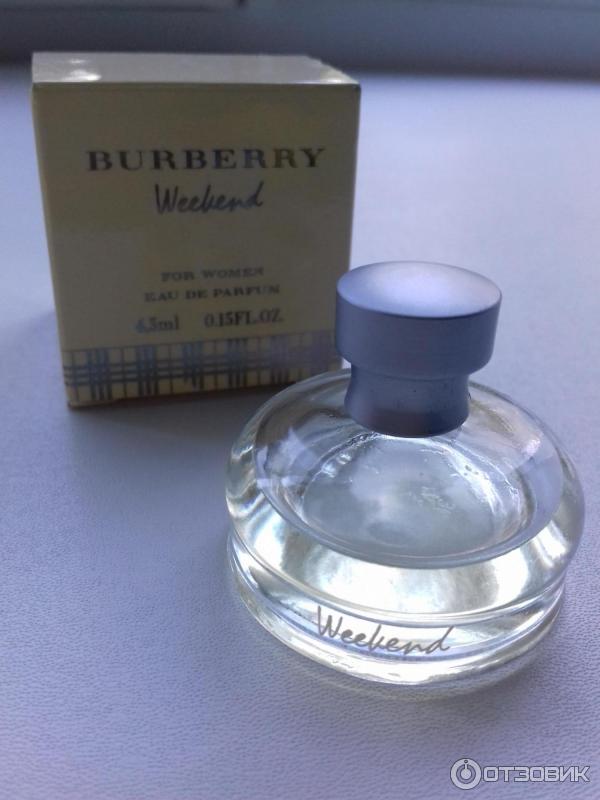 BURBERRY
Weekend
FOR WOMEN
EAU DE PARFUM
4,5ml 0.15FL.OZ.
Weekend
ОТЗОВИК